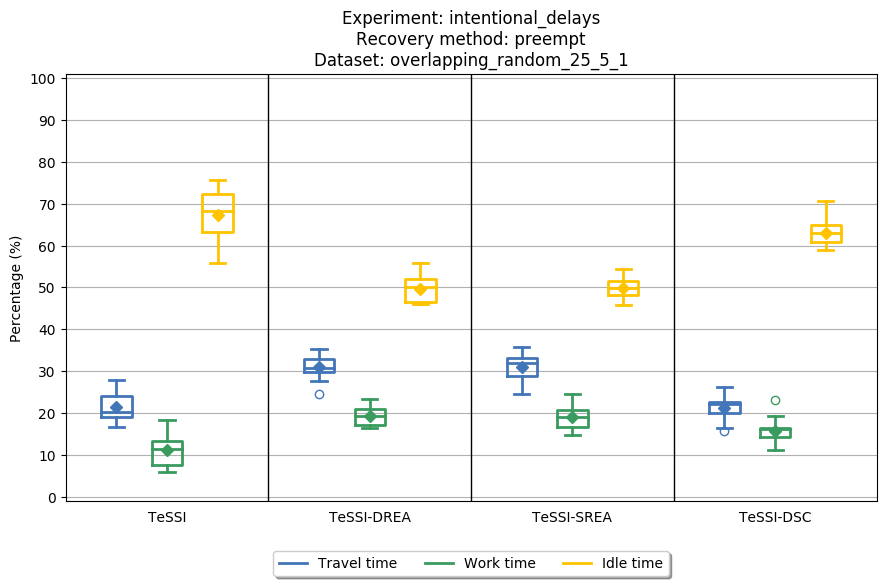 Experiment: intentional_delays
Recovery method: preempt
Dataset: overlapping_random_25_5_1
100
90
80
70
60
50
40
30
20
10
0
Percentage (%)
TeSSI TeSSI-DREA TeSSI-SREA TeSSI-DSC
Travel time Work time Idle time